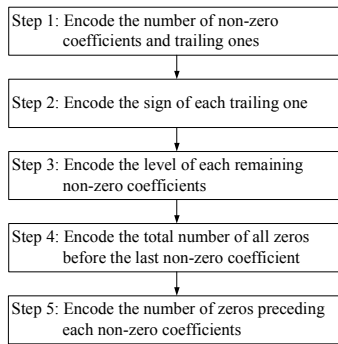 Step 1: Encode the number of non-zero
coefficients and trailing ones
Step 2: Encode the sign of each trailing one
Step 3: Encode the level of each remaining
non-zero coefficients
Step 4: Encode the total number of all zeros
before the last non-zero coefficient
Step 5: Encode the number of zeros preceding
each non-zero coefficients